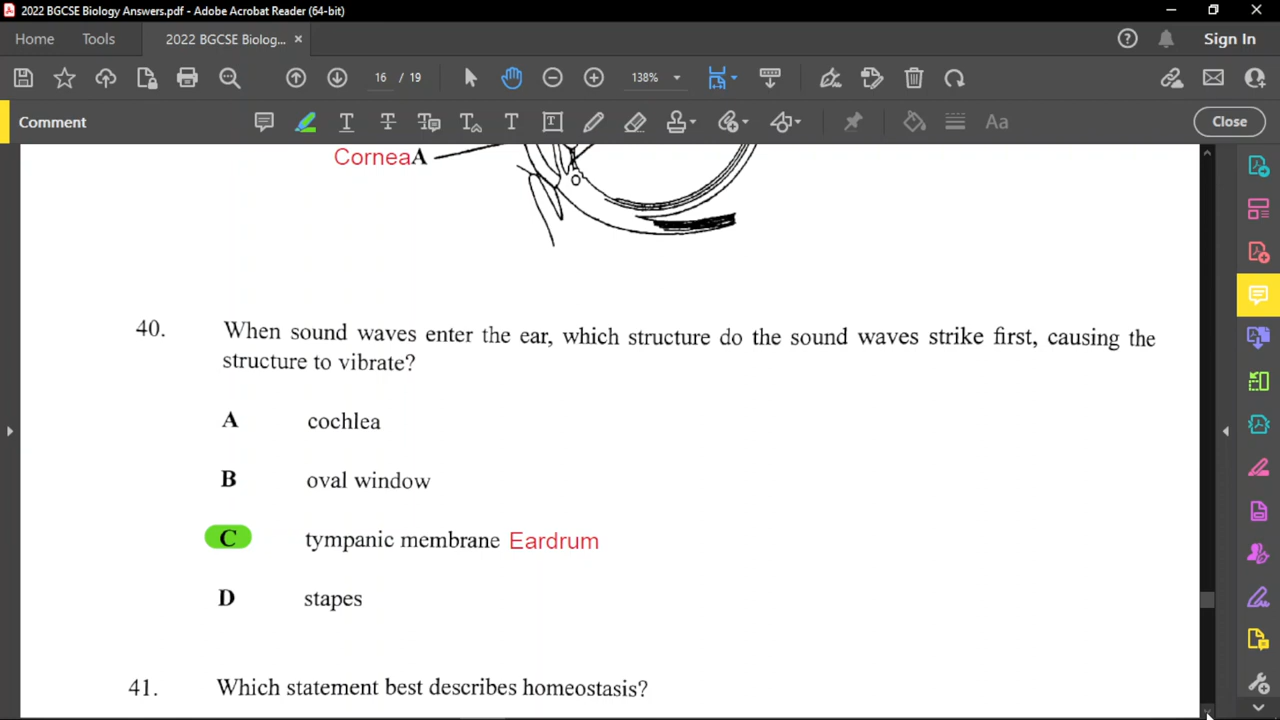 2022 BGCSE Biology Answers.pdf - Adobe Acrobat Reader (64-bit)
Home Tools 2022 BGCSE Biolog... × Sign In
16 / 19 138%
Comment Aa Close
Cornea A
40. When sound waves enter the ear, which structure do the sound waves strike first, causing the
structure to vibrate?
A cochlea
B oval window
C tympanic membrane Eardrum
D stapes
41. Which statement best describes homeostasis?